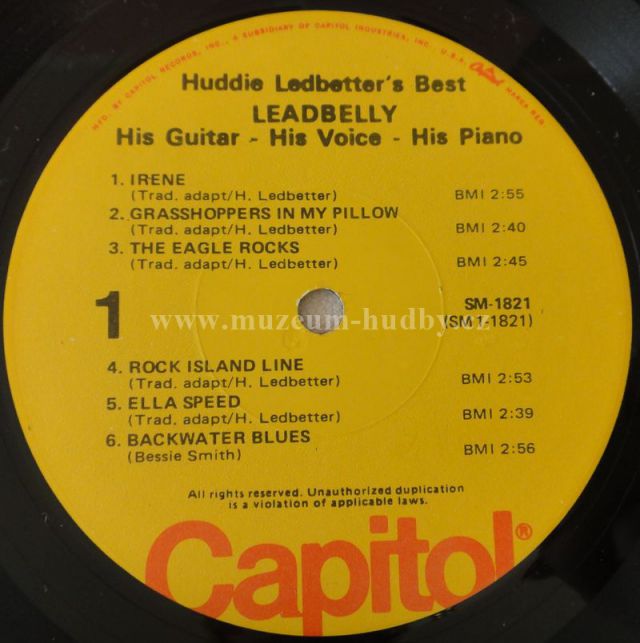 MFD. BY CAPITOL RECORDS, INC., A SUBSIDIARY OF CAPITOL INDUSTRIES, INC., U.S.A. Capitol MARCA REG.
Huddie Ledbetter's Best
LEADBELLY
His Guitar - His Voice - His Piano
1. IRENE
(Trad. adapt/H. Ledbetter) BMI 2:55
2. GRASSHOPPERS IN MY PILLOW
(Trad. adapt/H. Ledbetter) BMI 2:40
3. THE EAGLE ROCKS
(Trad. adapt/H. Ledbetter) BMI 2:45
1
SM-1821
(SM1-1821)
www.muzeum-hudby.cz
4. ROCK ISLAND LINE
(Trad. adapt/H. Ledbetter) BMI 2:53
5. ELLA SPEED
(Trad. adapt/H. Ledbetter) BMI 2:39
6. BACKWATER BLUES
(Bessie Smith) BMI 2:56
All rights reserved. Unauthorized duplication
is a violation of applicable laws.
Capitol®